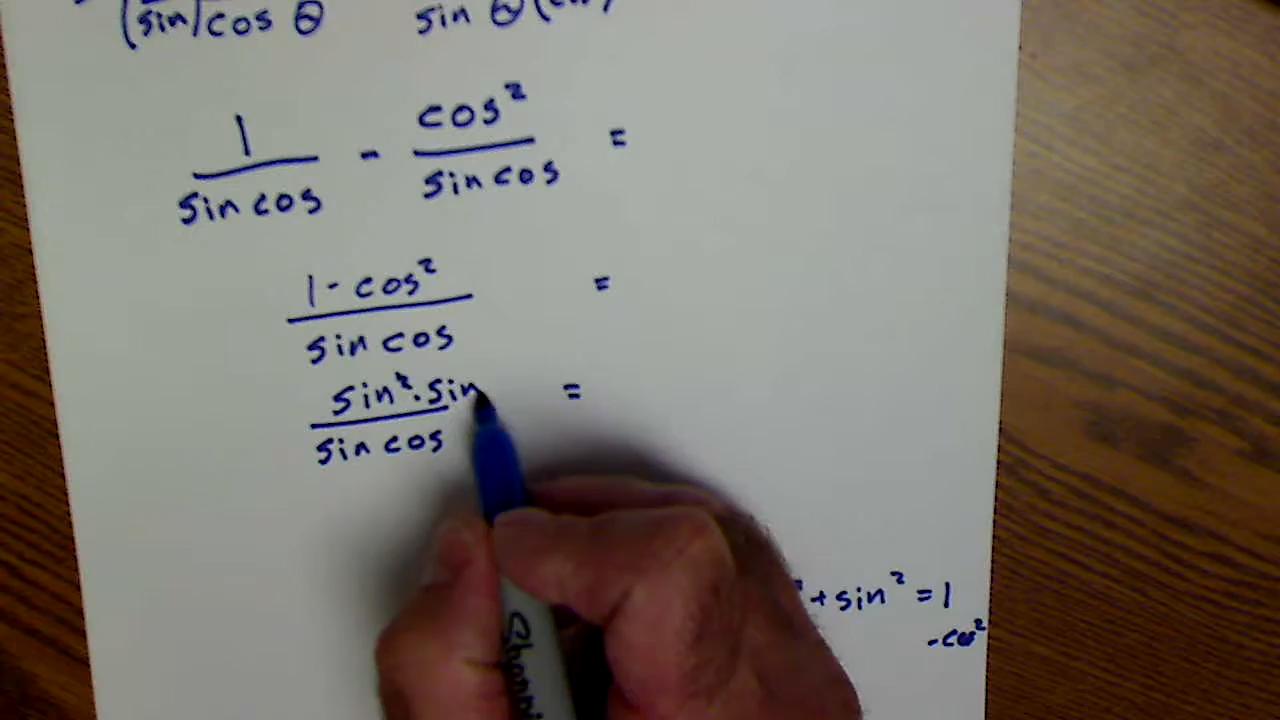 (sin) cos θ sin θ
1 - cos² =
sin cos sin cos
1 - cos² =
sin cos
sin² · sin =
sin cos
+ sin² = 1
- cos²